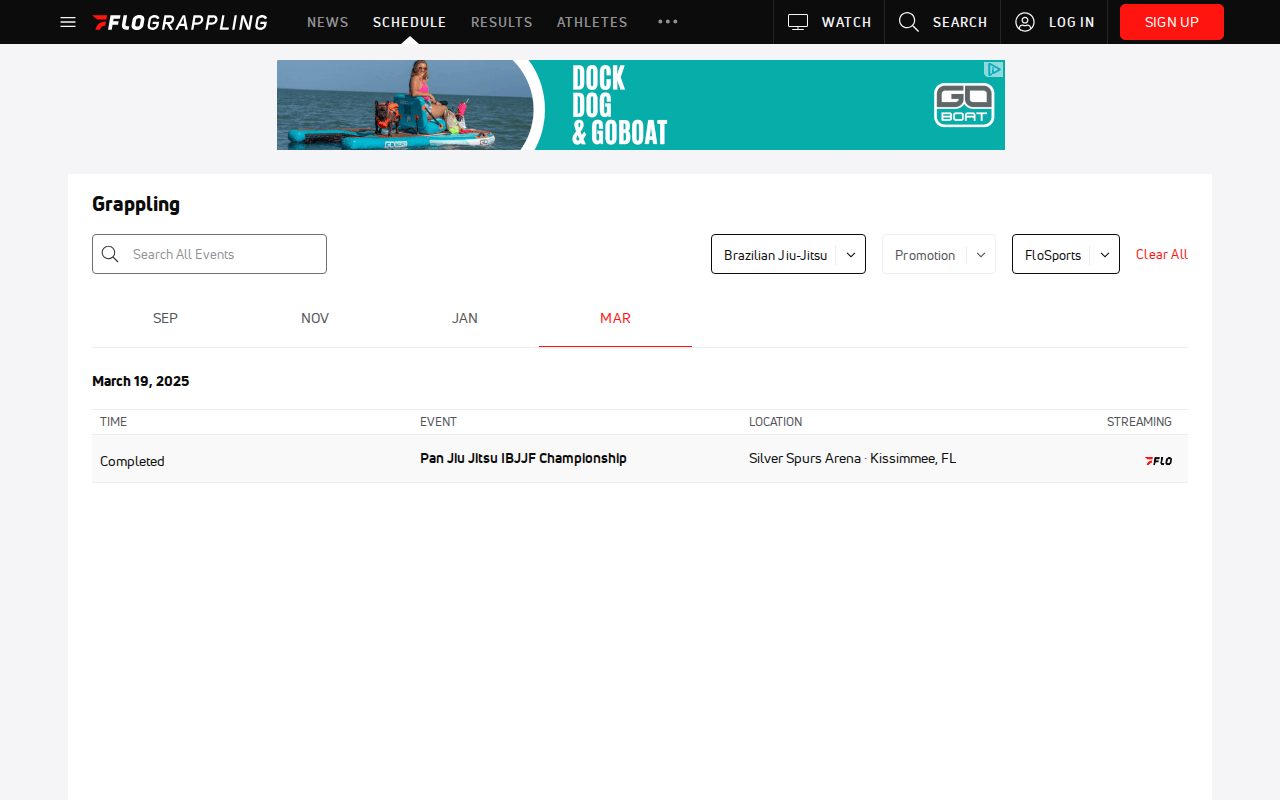 FLOGRAPPLING NEWS SCHEDULE RESULTS ATHLETES WATCH SEARCH LOG IN SIGN UP
DOCK
DOG
& GOBOAT
GO
BOAT
Grappling
Search All Events Brazilian Jiu-Jitsu Promotion FloSports Clear All
SEP NOV JAN MAR
March 19, 2025
TIME EVENT LOCATION STREAMING
Completed Pan Jiu Jitsu IBJJF Championship Silver Spurs Arena · Kissimmee, FL FLO